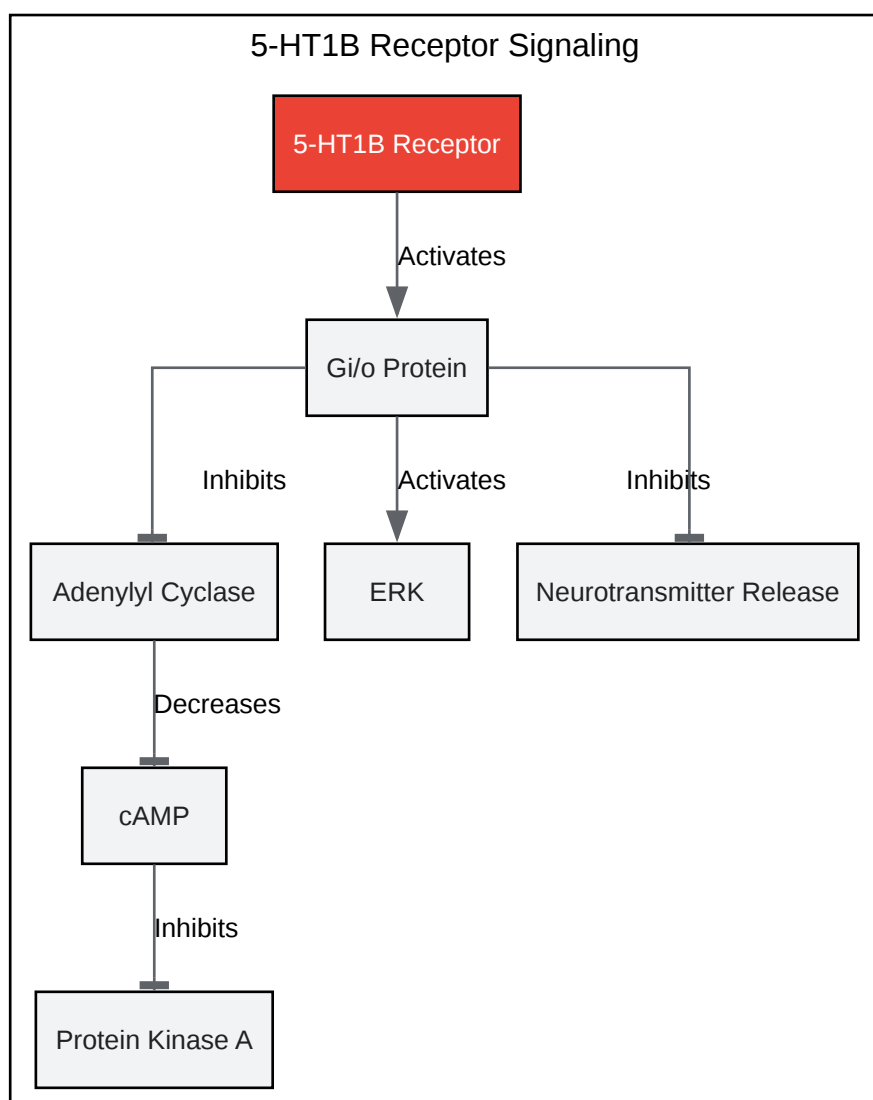 5-HT1B Receptor Signaling
5-HT1B Receptor
Activates
Gi/o Protein
Inhibits
Activates
Inhibits
Adenylyl Cyclase
ERK
Neurotransmitter Release
Decreases
cAMP
Inhibits
Protein Kinase A